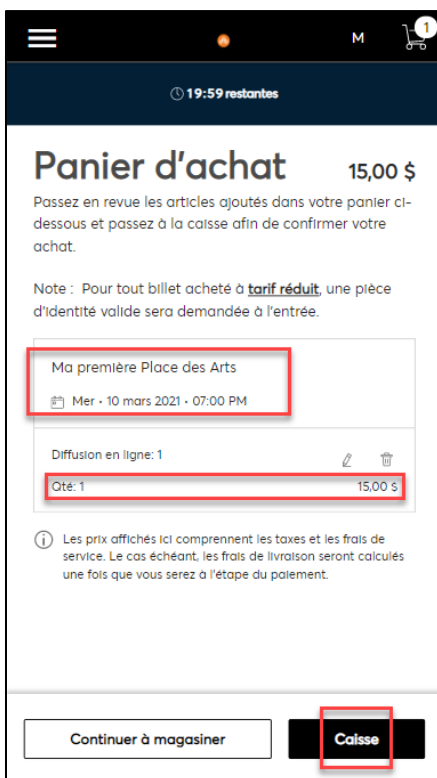 1
M
19:59 restantes
Panier d'achat 15,00 $
Passez en revue les articles ajoutés dans votre panier ci-
dessous et passez à la caisse afin de confirmer votre
achat.
Note : Pour tout billet acheté à tarif réduit, une pièce
d'identité valide sera demandée à l'entrée.
Ma première Place des Arts
Mer • 10 mars 2021 • 07:00 PM
Diffusion en ligne: 1
Qté: 1 15,00 $
Les prix affichés ici comprennent les taxes et les frais de
service. Le cas échéant, les frais de livraison seront calculés
une fois que vous serez à l'étape du paiement.
Continuer à magasiner Caisse